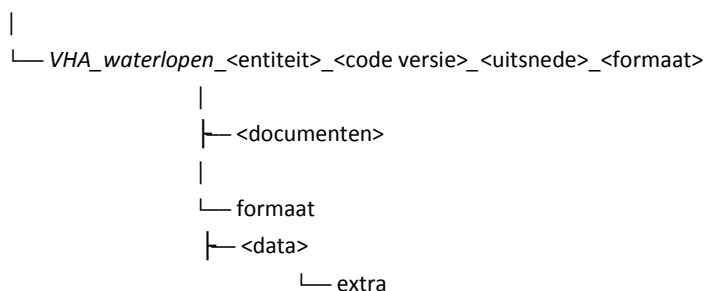 VHA_waterlopen_<entiteit>_<code versie>_<uitsnede>_<formaat>
<documenten>
formaat
<data>
extra